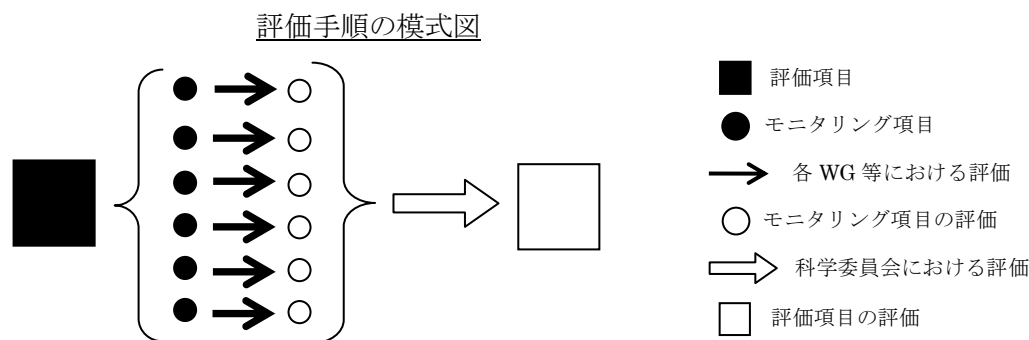 評価手順の模式図
評価項目
モニタリング項目
各 WG 等における評価
モニタリング項目の評価
科学委員会における評価
評価項目の評価